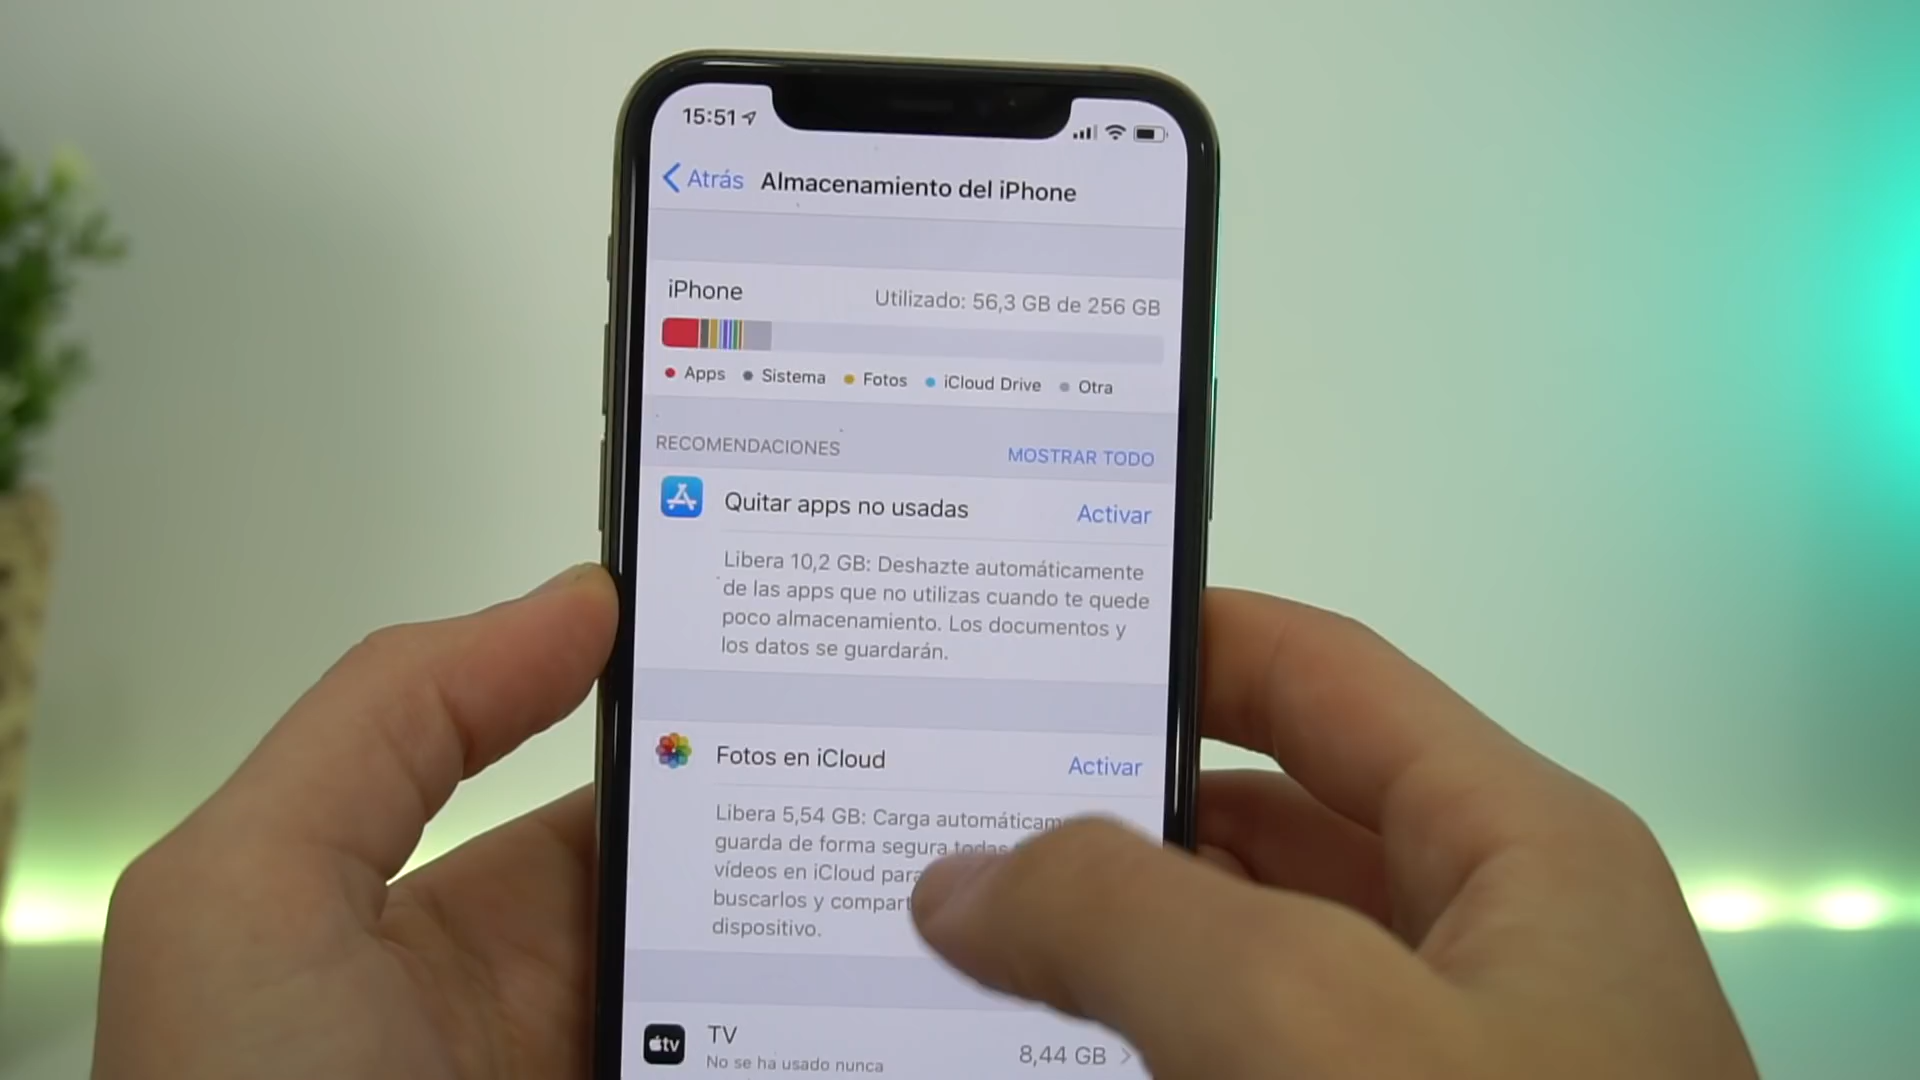 15:51
Atrás Almacenamiento del iPhone
iPhone Utilizado: 56,3 GB de 256 GB
Apps Sistema Fotos iCloud Drive Otra
RECOMENDACIONES MOSTRAR TODO
Quitar apps no usadas Activar
Libera 10,2 GB: Deshazte automáticamente
de las apps que no utilizas cuando te quede
poco almacenamiento. Los documentos y
los datos se guardarán.
Fotos en iCloud Activar
Libera 5,54 GB: Carga
guarda de forma segura todas
vídeos en iCloud para
buscarlos y
dispositivo.
tv TV
No se ha usado nunca 8,44 GB